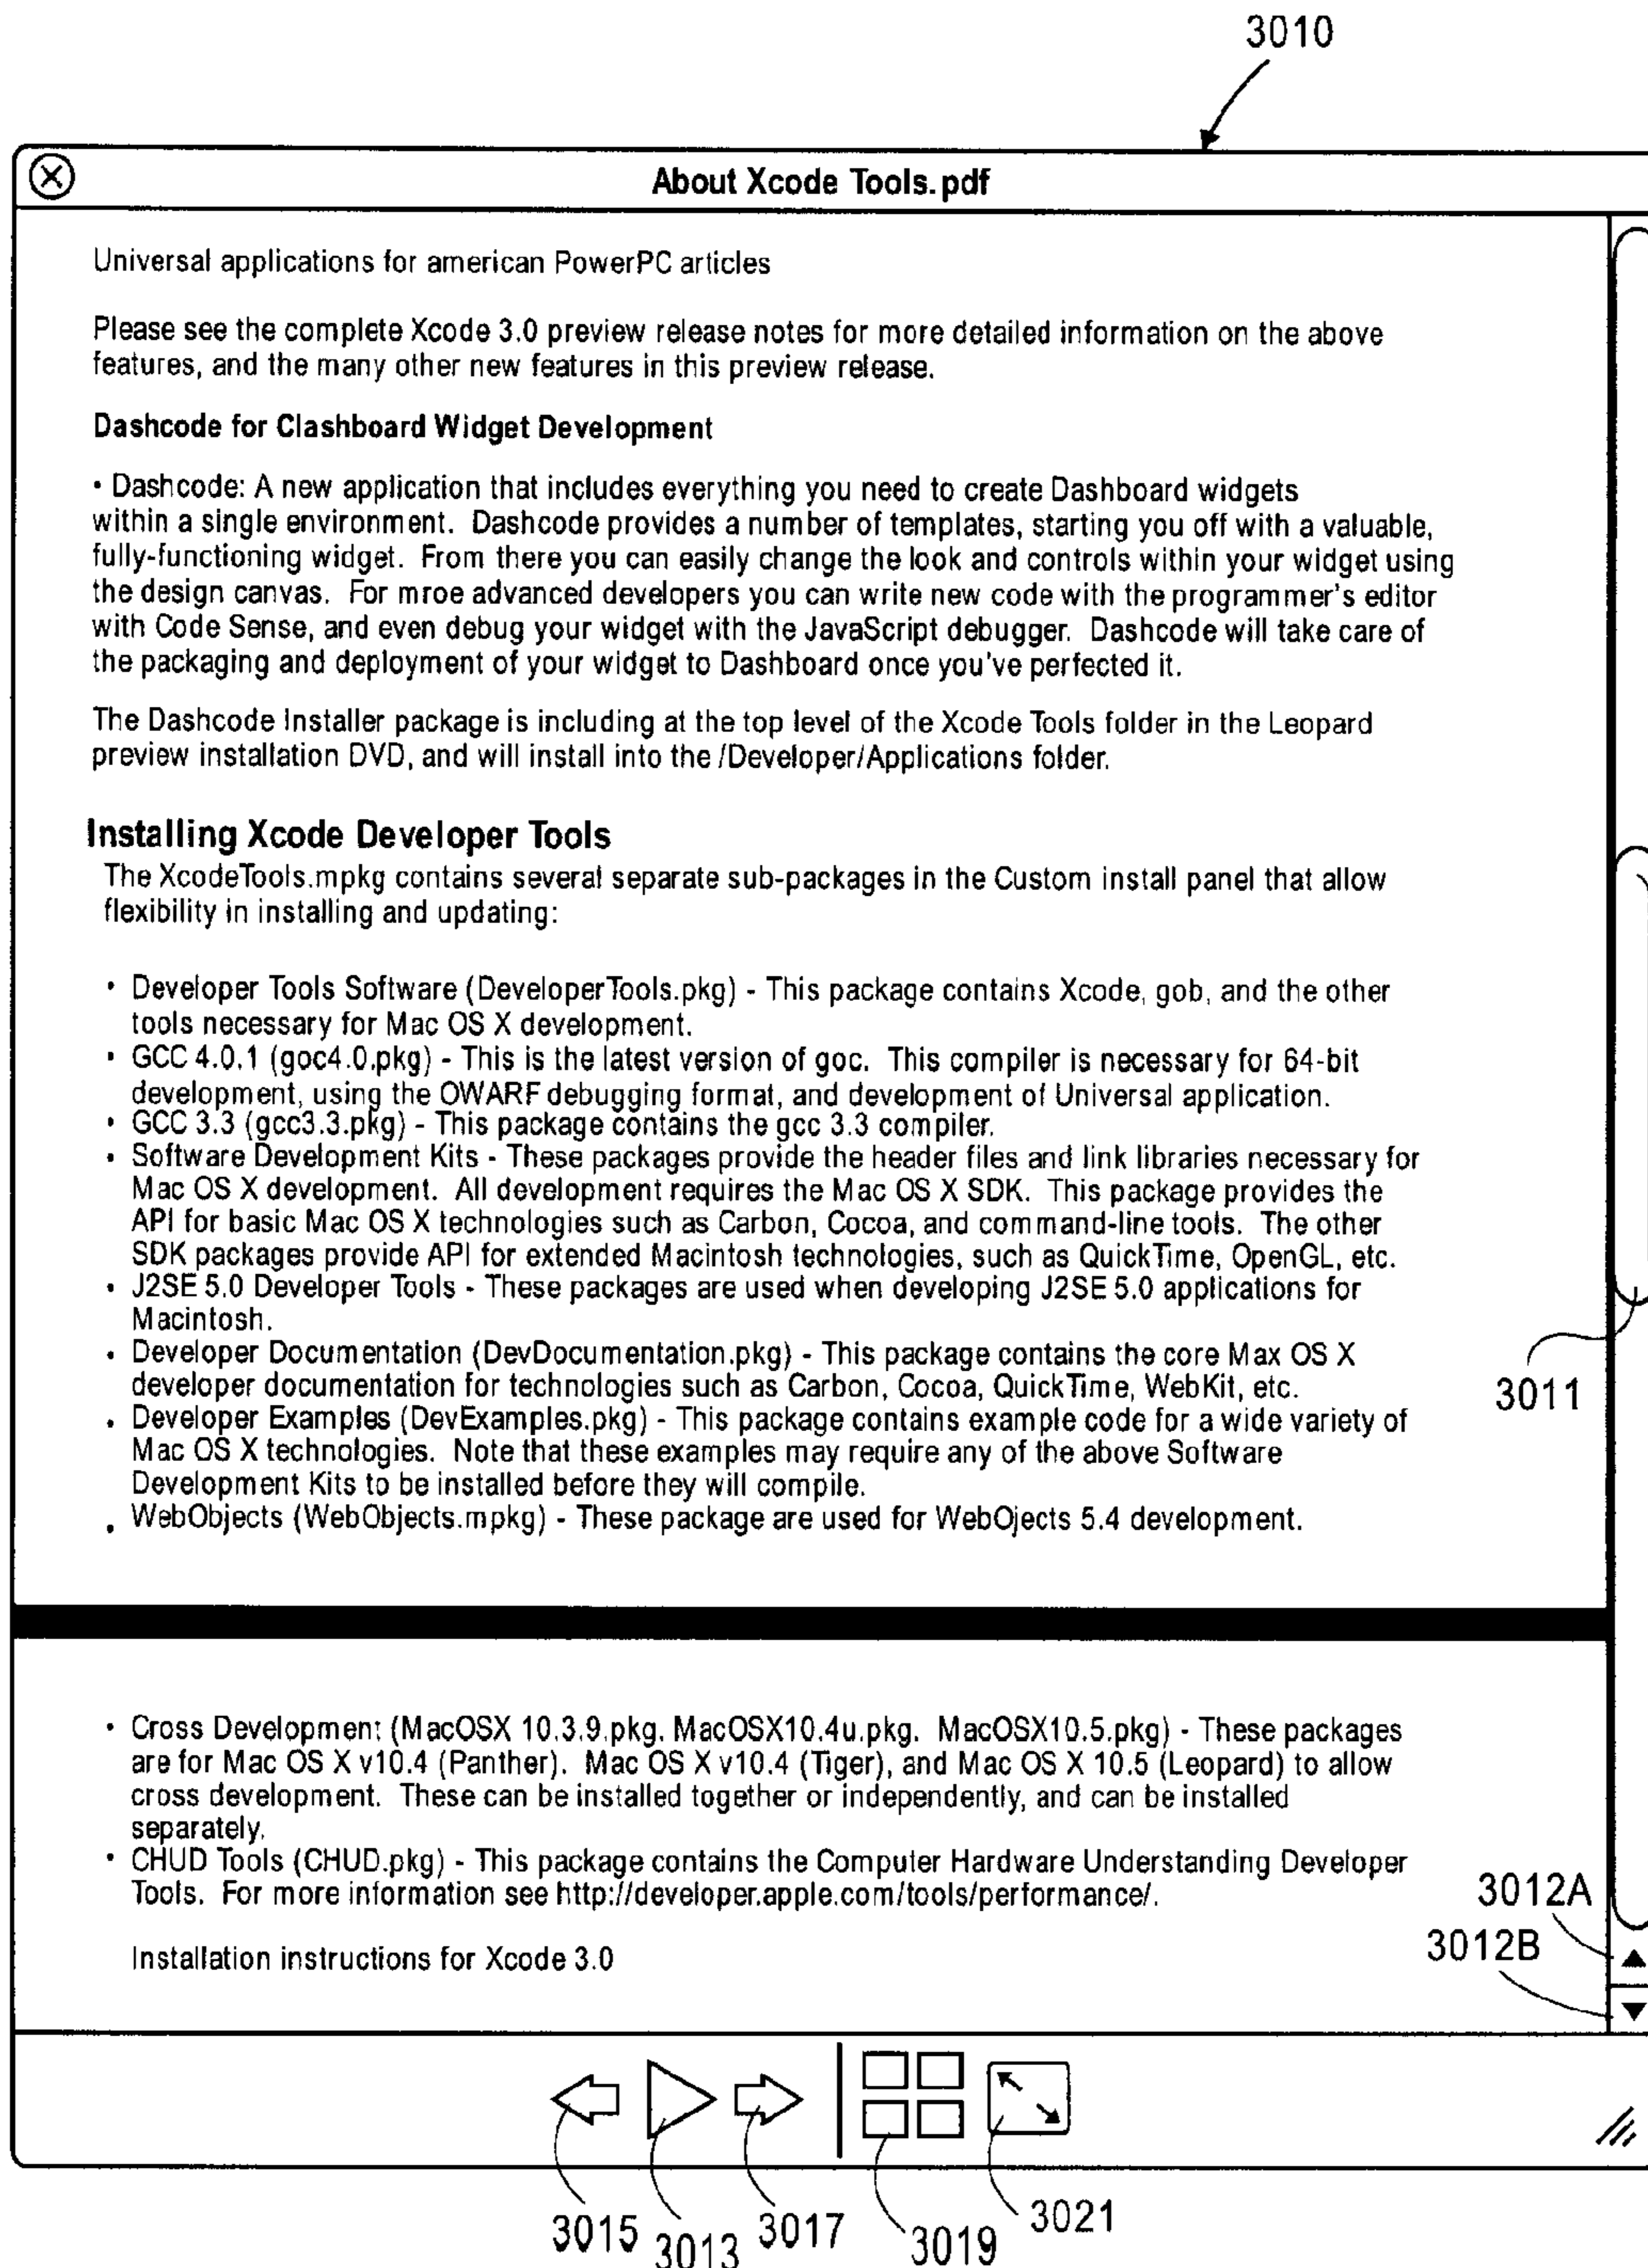 3010
About Xcode Tools.pdf
Universal applications for american PowerPC articles
Please see the complete Xcode 3.0 preview release notes for more detailed information on the above
features, and the many other new features in this preview release.
Dashcode for Clashboard Widget Development
• Dashcode: A new application that includes everything you need to create Dashboard widgets
within a single environment. Dashcode provides a number of templates, starting you off with a valuable,
fully-functioning widget. From there you can easily change the look and controls within your widget using
the design canvas. For mroe advanced developers you can write new code with the programmer's editor
with Code Sense, and even debug your widget with the JavaScript debugger. Dashcode will take care of
the packaging and deployment of your widget to Dashboard once you've perfected it.
The Dashcode Installer package is including at the top level of the Xcode Tools folder in the Leopard
preview installation DVD, and will install into the /Developer/Applications folder.
Installing Xcode Developer Tools
The XcodeTools.mpkg contains several separate sub-packages in the Custom install panel that allow
flexibility in installing and updating:
• Developer Tools Software (DeveloperTools.pkg) - This package contains Xcode, gob, and the other
tools necessary for Mac OS X development.
• GCC 4.0.1 (goc4.0.pkg) - This is the latest version of goc. This compiler is necessary for 64-bit
development, using the OWARF debugging format, and development of Universal application.
• GCC 3.3 (gcc3.3.pkg) - This package contains the gcc 3.3 compiler.
• Software Development Kits - These packages provide the header files and link libraries necessary for
Mac OS X development. All development requires the Mac OS X SDK. This package provides the
API for basic Mac OS X technologies such as Carbon, Cocoa, and command-line tools. The other
SDK packages provide API for extended Macintosh technologies, such as QuickTime, OpenGL, etc.
• J2SE 5.0 Developer Tools - These packages are used when developing J2SE 5.0 applications for
Macintosh.
• Developer Documentation (DevDocumentation.pkg) - This package contains the core Max OS X
developer documentation for technologies such as Carbon, Cocoa, QuickTime, WebKit, etc.
3011
• Developer Examples (DevExamples.pkg) - This package contains example code for a wide variety of
Mac OS X technologies. Note that these examples may require any of the above Software
Development Kits to be installed before they will compile.
• WebObjects (WebObjects.mpkg) - These package are used for WebOjects 5.4 development.
• Cross Development (MacOSX 10.3.9.pkg. MacOSX10.4u.pkg. MacOSX10.5.pkg) - These packages
are for Mac OS X v10.4 (Panther). Mac OS X v10.4 (Tiger), and Mac OS X 10.5 (Leopard) to allow
cross development. These can be installed together or independently, and can be installed
separately.
• CHUD Tools (CHUD.pkg) - This package contains the Computer Hardware Understanding Developer
Tools. For more information see http://developer.apple.com/tools/performance/.
3012A
3012B
Installation instructions for Xcode 3.0
3015 3013 3017 3019 3021